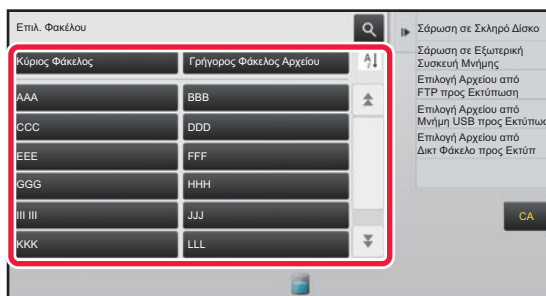 Επιλ. Φακέλου
Κύριος Φάκελος
Γρήγορος Φάκελος Αρχείου
AAA
BBB
CCC
DDD
EEE
FFF
GGG
HHH
III III
JJJ
KKK
LLL
Σάρωση σε Σκληρό Δίσκο
Σάρωση σε Εξωτερική
Συσκευή Μνήμης
Επιλογή Αρχείου από
FTP προς Εκτύπωση
Επιλογή Αρχείου από
Μνήμη USB προς Εκτύπωσ
Επιλογή Αρχείου από
Δικτ Φάκελο προς Εκτύπ
CA